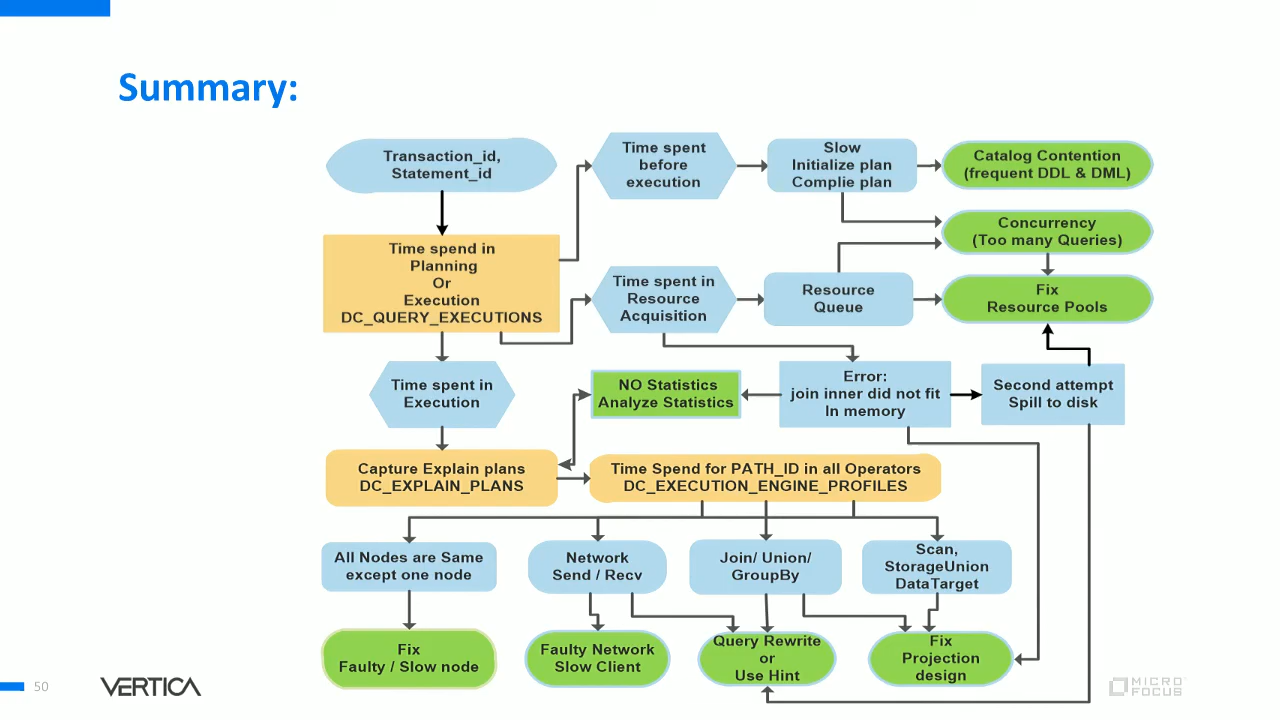 Summary:
Transaction_id,
Statement_id
Time spent
before
execution
Slow
Initialize plan
Complie plan
Catalog Contention
(frequent DDL & DML)
Concurrency
(Too many Queries)
Time spend in
Planning
Or
Execution
DC_QUERY_EXECUTIONS
Time spent in
Resource
Acquisition
Resource
Queue
Fix
Resource Pools
Time spent in
Execution
NO Statistics
Analyze Statistics
Error:
join inner did not fit
In memory
Second attempt
Spill to disk
Capture Explain plans
DC_EXPLAIN_PLANS
Time Spend for PATH_ID in all Operators
DC_EXECUTION_ENGINE_PROFILES
All Nodes are Same
except one node
Network
Send / Recv
Join/ Union/
GroupBy
Scan,
StorageUnion
DataTarget
Fix
Faulty / Slow node
Faulty Network
Slow Client
Query Rewrite
or
Use Hint
Fix
Projection
design
50
VERTICA
MICRO
FOCUS